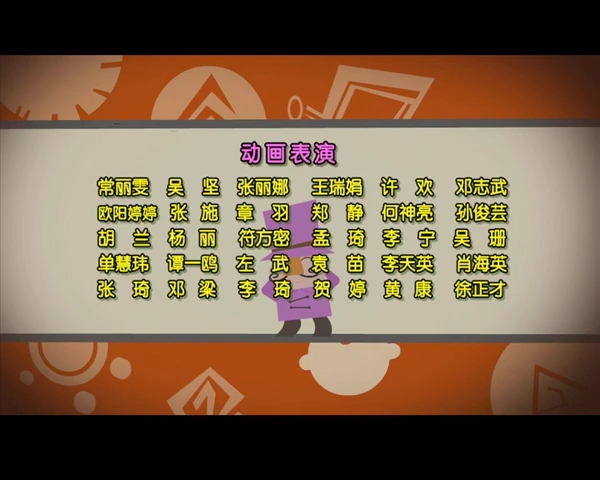 动画表演
常丽雯 吴 坚 张丽娜 王瑞娟 许 欢 邓志武
欧阳婷婷 张 施 章 羽 郑 静 何神亮 孙俊芸
胡 兰 杨 丽 符方密 孟 琦 李 宁 吴 珊
单慧玮 谭一鸥 左 武 袁 苗 李天英 肖海英
张 琦 邓 梁 李 琦 贺 婷 黄 康 徐正才